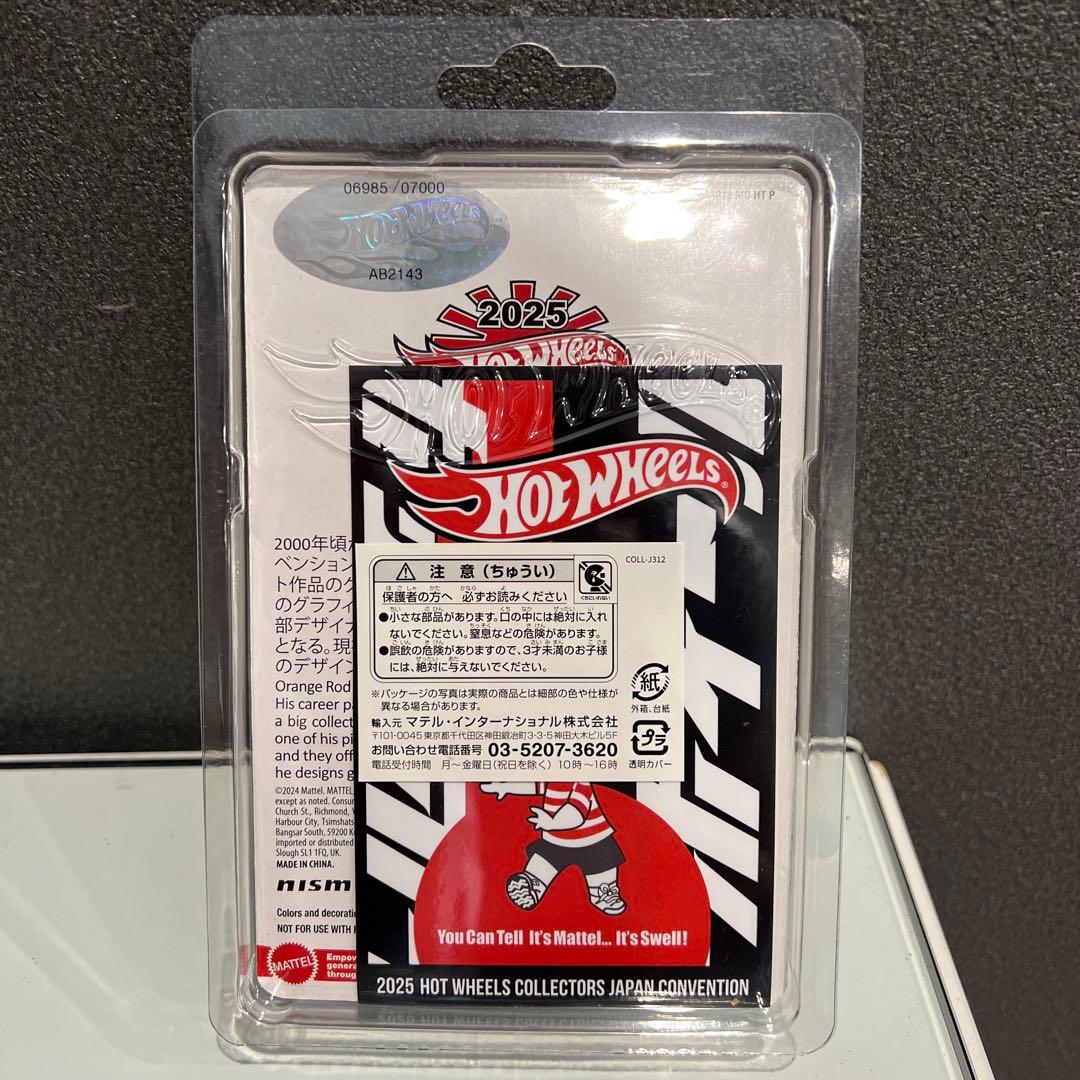 06985 / 07000
HOT WHEELS
AB2143
2025
HOT WHEELS
HOT WHEELS®
2000年頃
ベンション
ト作品の
のグラフィ
部デザイ
となる。現
のデザイン
Orange Rod
His career p
a big collect
one of his pi
and they off
he designs g
©2024 Mattel. MATTEL,
except as noted. Consu
Church St., Richmond, V
Harbour City, Tsimshats
Bangsar South, 59200 K
imported or distributed
Slough SL1 1FQ, UK.
MADE IN CHINA.
nism
Colors and decorati
NOT FOR USE WITH H
MATTEL
Empow
genera
throug
COLL-J312
注 意 (ちゅうい)
くちにいれない
保護者の方へ 必ずお読みください
●小さな部品があります。口の中には絶対に入れ
ないでください。窒息などの危険があります。
●誤飲の危険がありますので、3才未満のお子様
には、絶対に与えないでください。
※パッケージの写真は実際の商品とは細部の色や仕様が
異なる場合があります。
輸入元 マテル・インターナショナル株式会社
〒101-0045 東京都千代田区神田鍛冶町3-3-5 神田大木ビル5F
お問い合わせ電話番号 03-5207-3620
電話受付時間 月～金曜日(祝日を除く) 10時～16時
紙
外箱、台紙
プラ
透明カバー
You Can Tell It's Mattel... It's Swell!
2025 HOT WHEELS COLLECTORS JAPAN CONVENTION